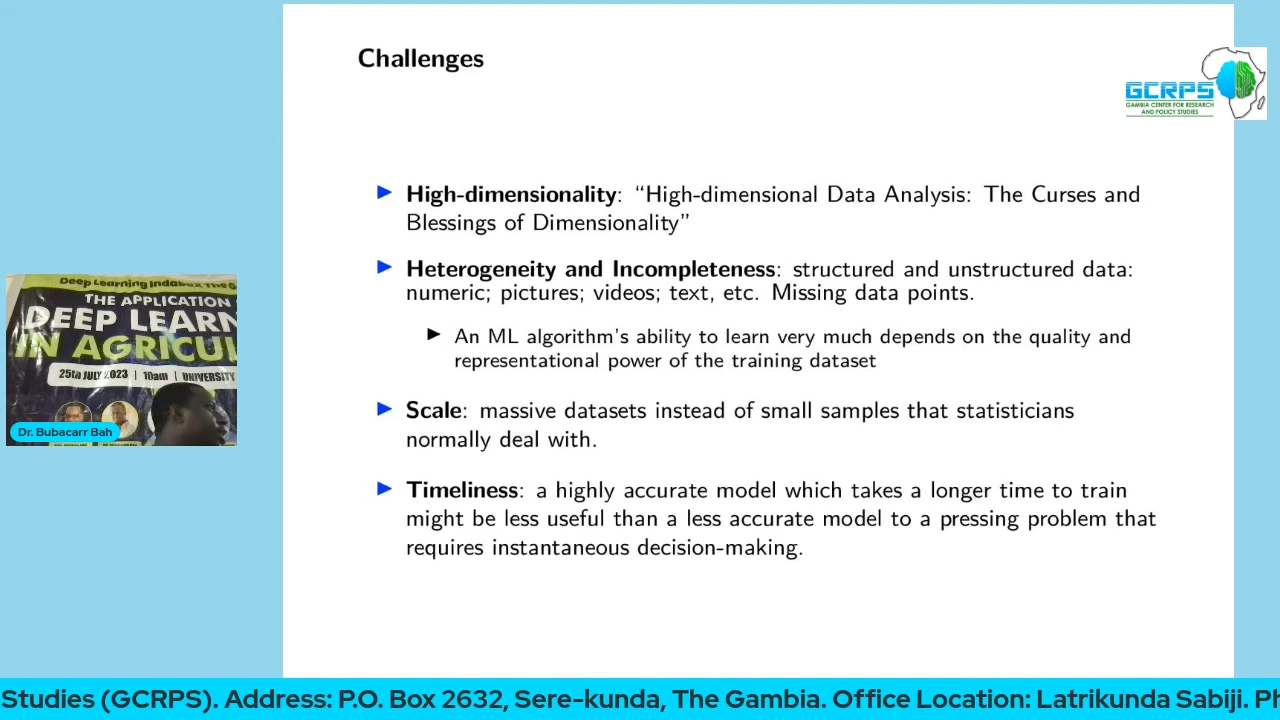 Challenges
GCRPS
GAMBIA CENTER FOR RESEARCH
AND POLICY STUDIES
▶ High-dimensionality: “High-dimensional Data Analysis: The Curses and
Blessings of Dimensionality”
▶ Heterogeneity and Incompleteness: structured and unstructured data:
numeric; pictures; videos; text, etc. Missing data points.
▶ An ML algorithm's ability to learn very much depends on the quality and
representational power of the training dataset
▶ Scale: massive datasets instead of small samples that statisticians
normally deal with.
▶ Timeliness: a highly accurate model which takes a longer time to train
might be less useful than a less accurate model to a pressing problem that
requires instantaneous decision-making.
Deep Learning
THE APPLICATION
DEEP LEARN
IN AGRICUL
25th JULY 2023 | 10am | UNIVERSITY
Dr. Bubacarr Bah
Studies (GCRPS). Address: P.O. Box 2632, Sere-kunda, The Gambia. Office Location: Latrikunda Sabiji. Ph